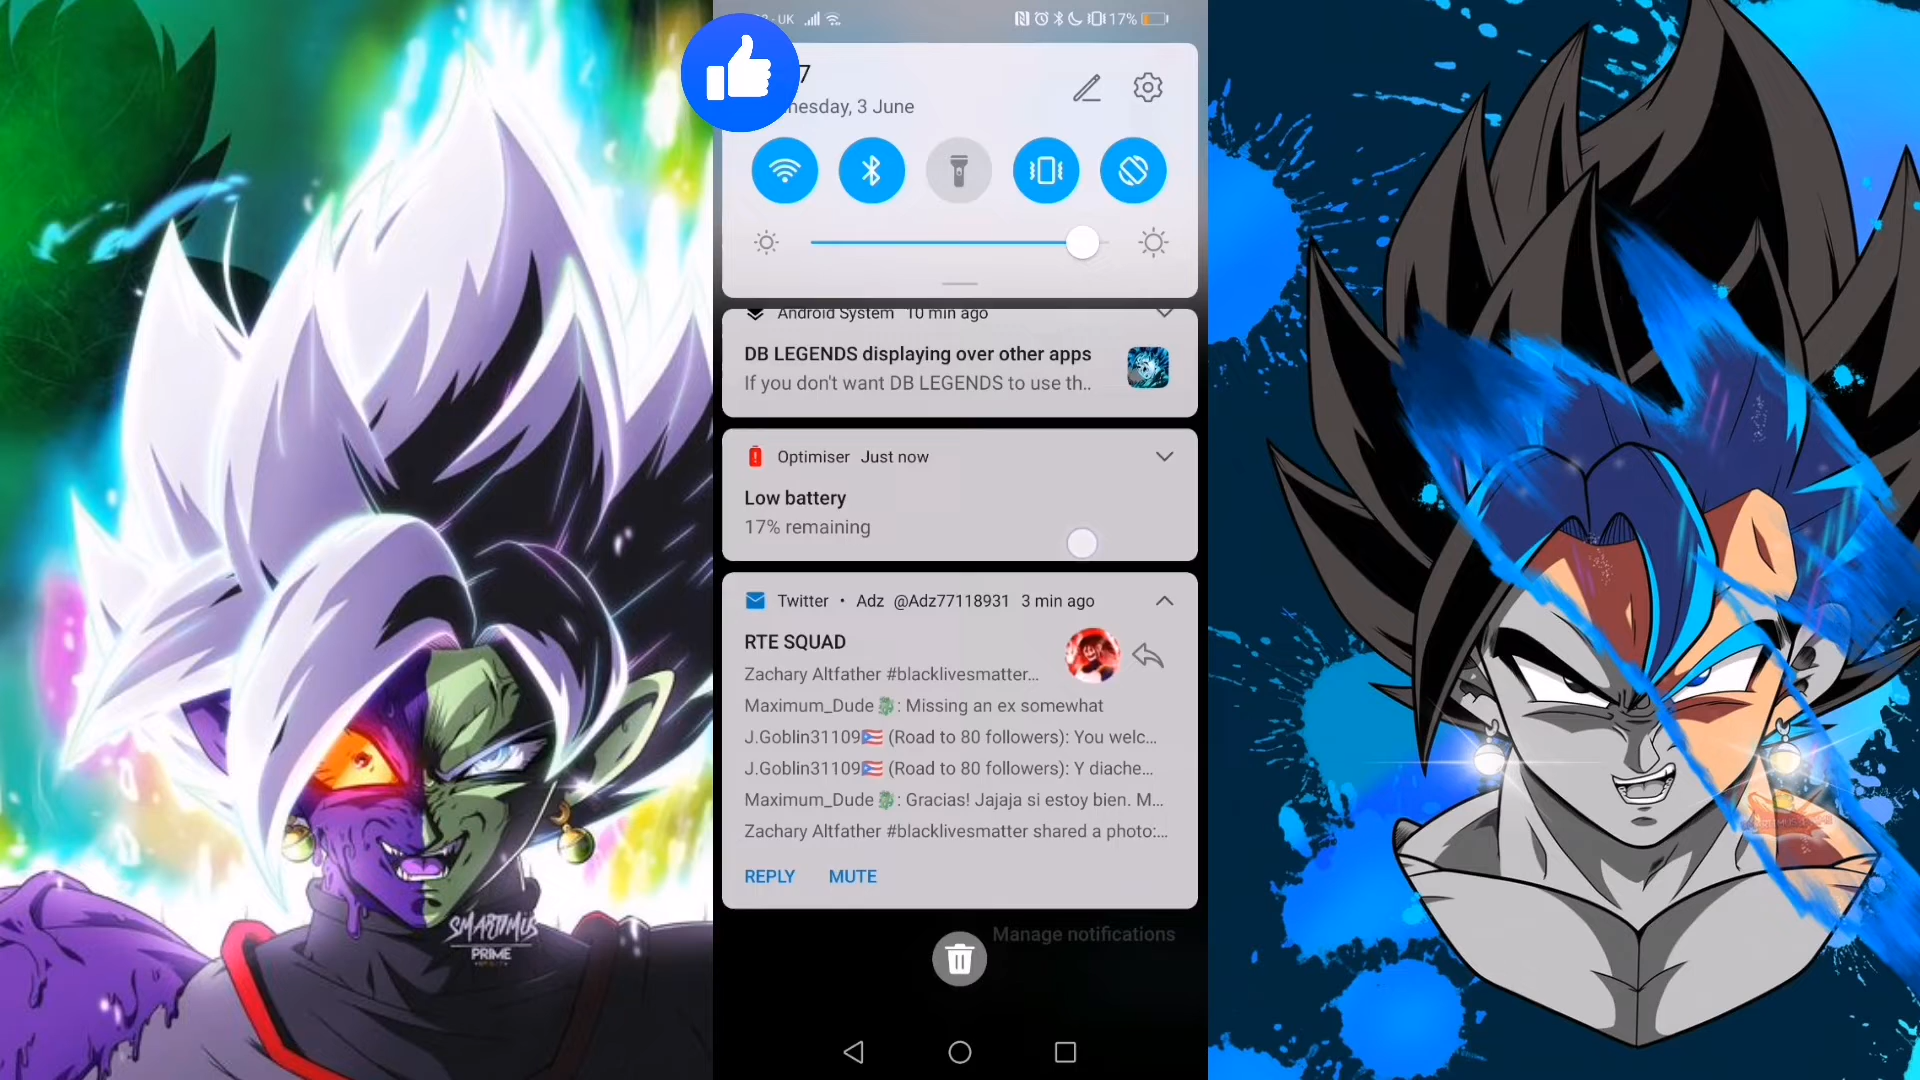 UK
17%
7
nesday, 3 June
Android System 10 min ago
DB LEGENDS displaying over other apps
If you don't want DB LEGENDS to use th..
Optimiser Just now
Low battery
17% remaining
Twitter • Adz @Adz77118931 3 min ago
RTE SQUAD
Zachary Altfather #blacklivesmatter...
Maximum_Dude🐉: Missing an ex somewhat
J.Goblin31109🇵🇷 (Road to 80 followers): You welc...
J.Goblin31109🇵🇷 (Road to 80 followers): Y diache...
Maximum_Dude🐉: Gracias! Jajaja si estoy bien. M...
Zachary Altfather #blacklivesmatter shared a photo:...
REPLY MUTE
Manage notifications
SMARTIMUS
PRIME